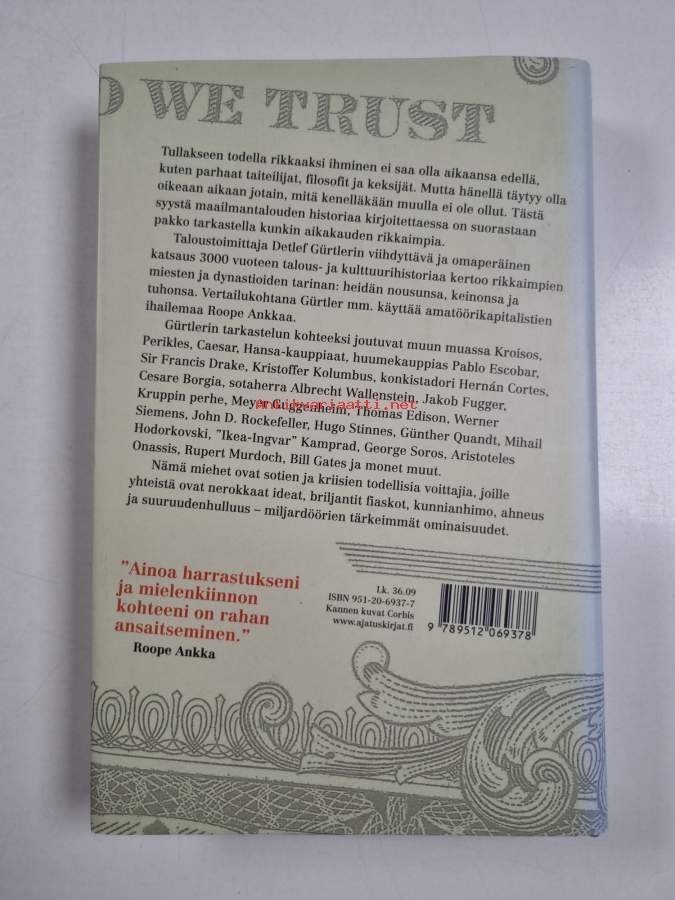 D WE TRUST
Tullakseen todella rikkaaksi ihminen ei saa olla aikaansa edellä,
kuten parhaat taiteilijat, filosofit ja keksijät. Mutta hänellä täytyy olla
oikeaan aikaan jotain, mitä kenelläkään muulla ei ole ollut. Tästä
syystä maailmantalouden historiaa kirjoitettaessa on suorastaan
pakko tarkastella kunkin aikakauden rikkaimpia.
Taloustoimittaja Detlef Gürtlerin viihdyttävä ja omaperäinen
katsaus 3000 vuoteen talous- ja kulttuurihistoriaa kertoo rikkaimpien
miesten ja dynastioiden tarinan: heidän nousunsa, keinonsa ja
tuhonsa. Vertailukohtana Gürtler mm. käyttää amatöörikapitalistien
ihailemaa Roope Ankkaa.
Gürtlerin tarkastelun kohteeksi joutuvat muun muassa Kroisos,
Perikles, Caesar, Hansa-kauppiaat, huumekauppias Pablo Escobar,
Sir Francis Drake, Kristoffer Kolumbus, konkistadori Hernán Cortes,
Cesare Borgia, sotaherra Albrecht Wallenstein, Jakob Fugger,
Kruppin perhe, Meyer Guggenheim, Thomas Edison, Werner
Siemens, John D. Rockefeller, Hugo Stinnes, Günther Quandt, Mihail
Hodorkovski, ”Ikea-Ingvar” Kamprad, George Soros, Aristoteles
Onassis, Rupert Murdoch, Bill Gates ja monet muut.
Nämä miehet ovat sotien ja kriisien todellisia voittajia, joille
yhteistä ovat nerokkaat ideat, briljantit fiaskot, kunnianhimo, ahneus
ja suuruudenhulluus – miljardöörien tärkeimmät ominaisuudet.
antikvariaatti.net
”Ainoa harrastukseni
ja mielenkiinnon
kohteeni on rahan
ansaitseminen.”
Roope Ankka
Lk. 36.09
ISBN 951-20-6937-7
Kannen kuvat Corbis
www.ajatuskirjat.fi
9 789512 069378